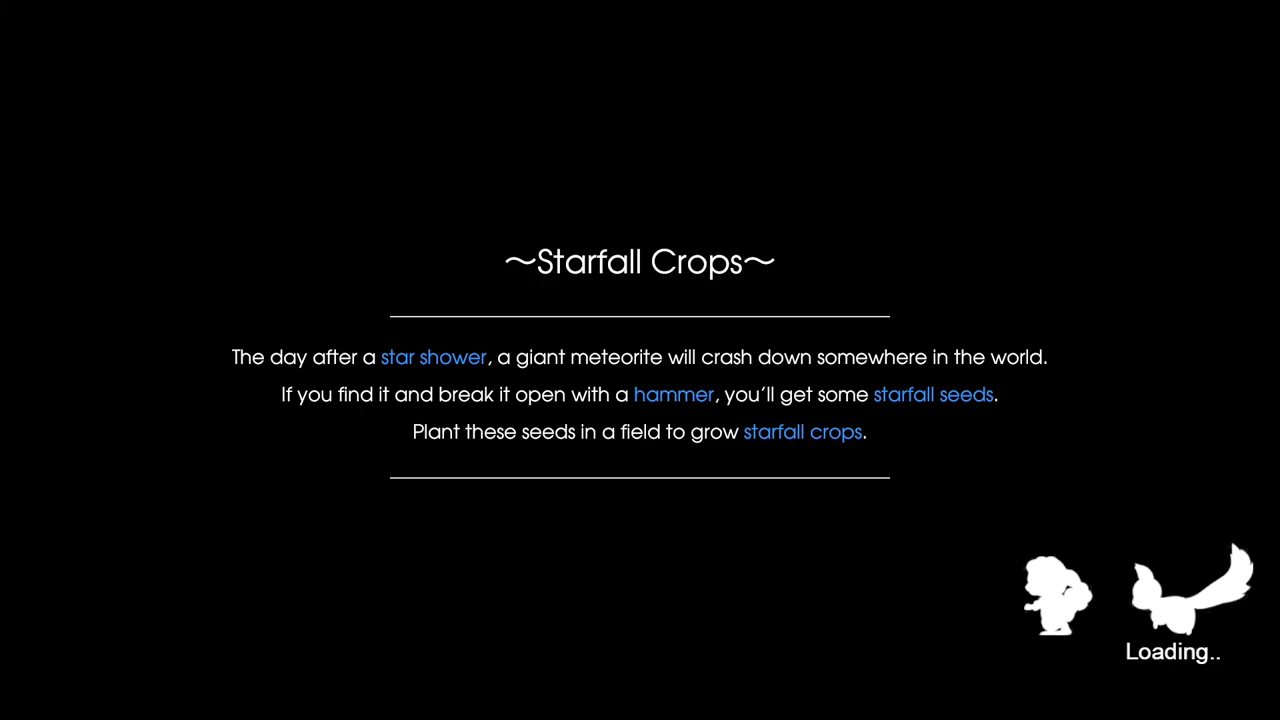 〜Starfall Crops〜
The day after a star shower, a giant meteorite will crash down somewhere in the world.
If you find it and break it open with a hammer, you’ll get some starfall seeds.
Plant these seeds in a field to grow starfall crops.
Loading..